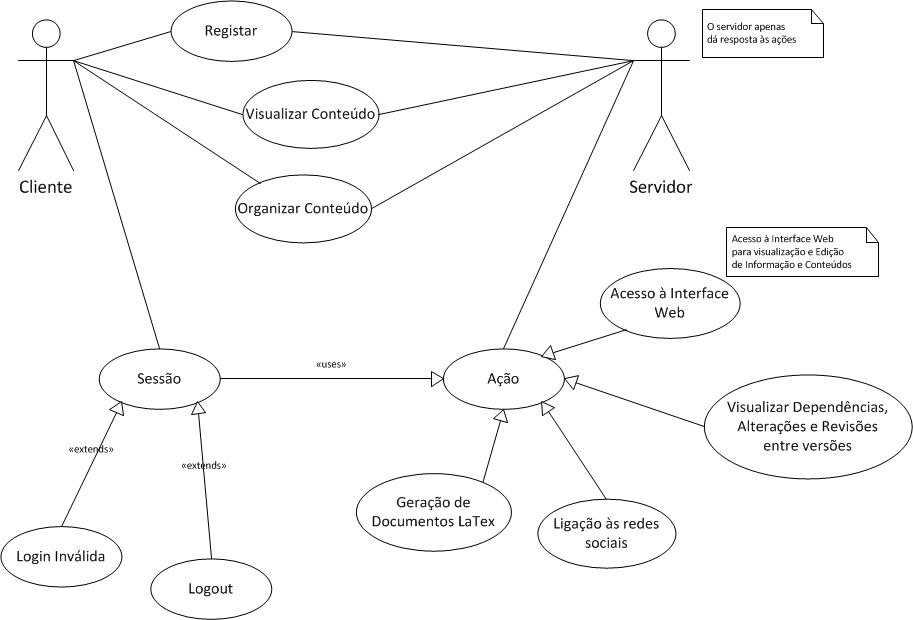 Registar
O servidor apenas
dá resposta às ações
Visualizar Conteúdo
Cliente
Servidor
Organizar Conteúdo
Acesso à Interface Web
para visualização e Edição
de Informação e Conteúdos
Acesso à Interface
Web
«uses»
Sessão
Ação
Visualizar Dependências,
Alterações e Revisões
entre versões
«extends»
«extends»
Geração de
Documentos LaTex
Ligação às redes
sociais
Login Inválida
Logout